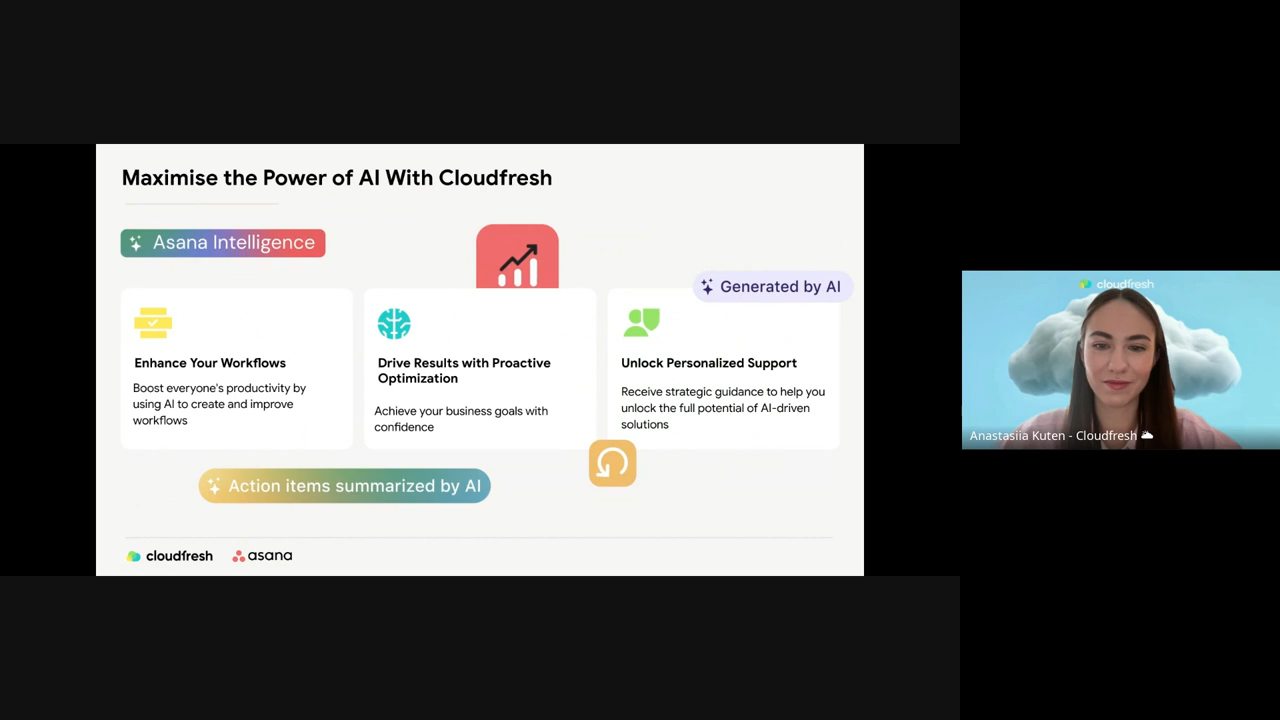 Maximise the Power of AI With Cloudfresh
Asana Intelligence
Generated by AI
Enhance Your Workflows
Boost everyone's productivity by
using AI to create and improve
workflows
Drive Results with Proactive
Optimization
Achieve your business goals with
confidence
Unlock Personalized Support
Receive strategic guidance to help you
unlock the full potential of AI-driven
solutions
Action items summarized by AI
cloudfresh
asana
cloudfresh
Anastasiia Kuten - Cloudfresh